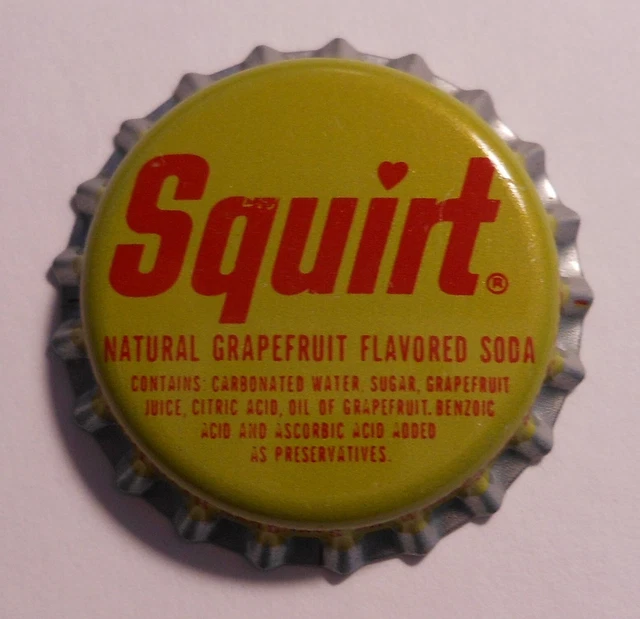 Squirt®
NATURAL GRAPEFRUIT FLAVORED SODA
CONTAINS: CARBONATED WATER, SUGAR, GRAPEFRUIT
JUICE, CITRIC ACID, OIL OF GRAPEFRUIT. BENZOIC
ACID AND ASCORBIC ACID ADDED
AS PRESERVATIVES.